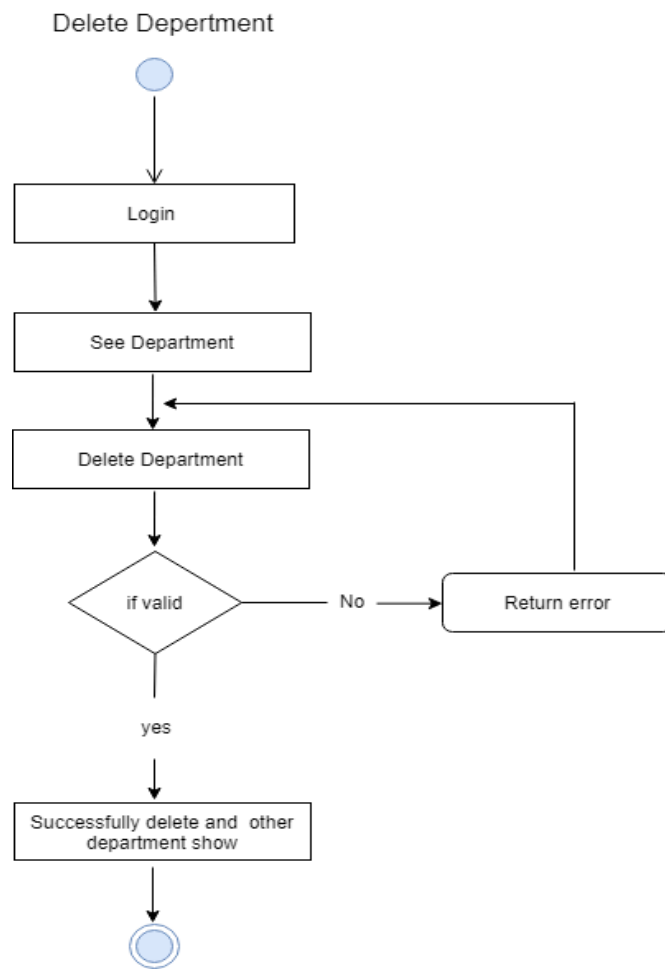 Delete Depertment
Login
See Department
Delete Department
if valid
No
Return error
yes
Successfully delete and other
department show